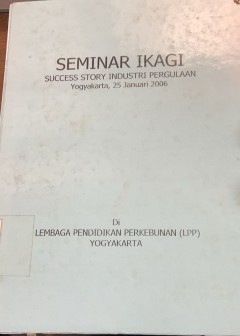 SEMINAR IKAGI
SUCCESS STORY INDUSTRI PERGULAAN
Yogyakarta, 25 Januari 2006
Di
LEMBAGA PENDIDIKAN PERKEBUNAN (LPP)
YOGYAKARTA